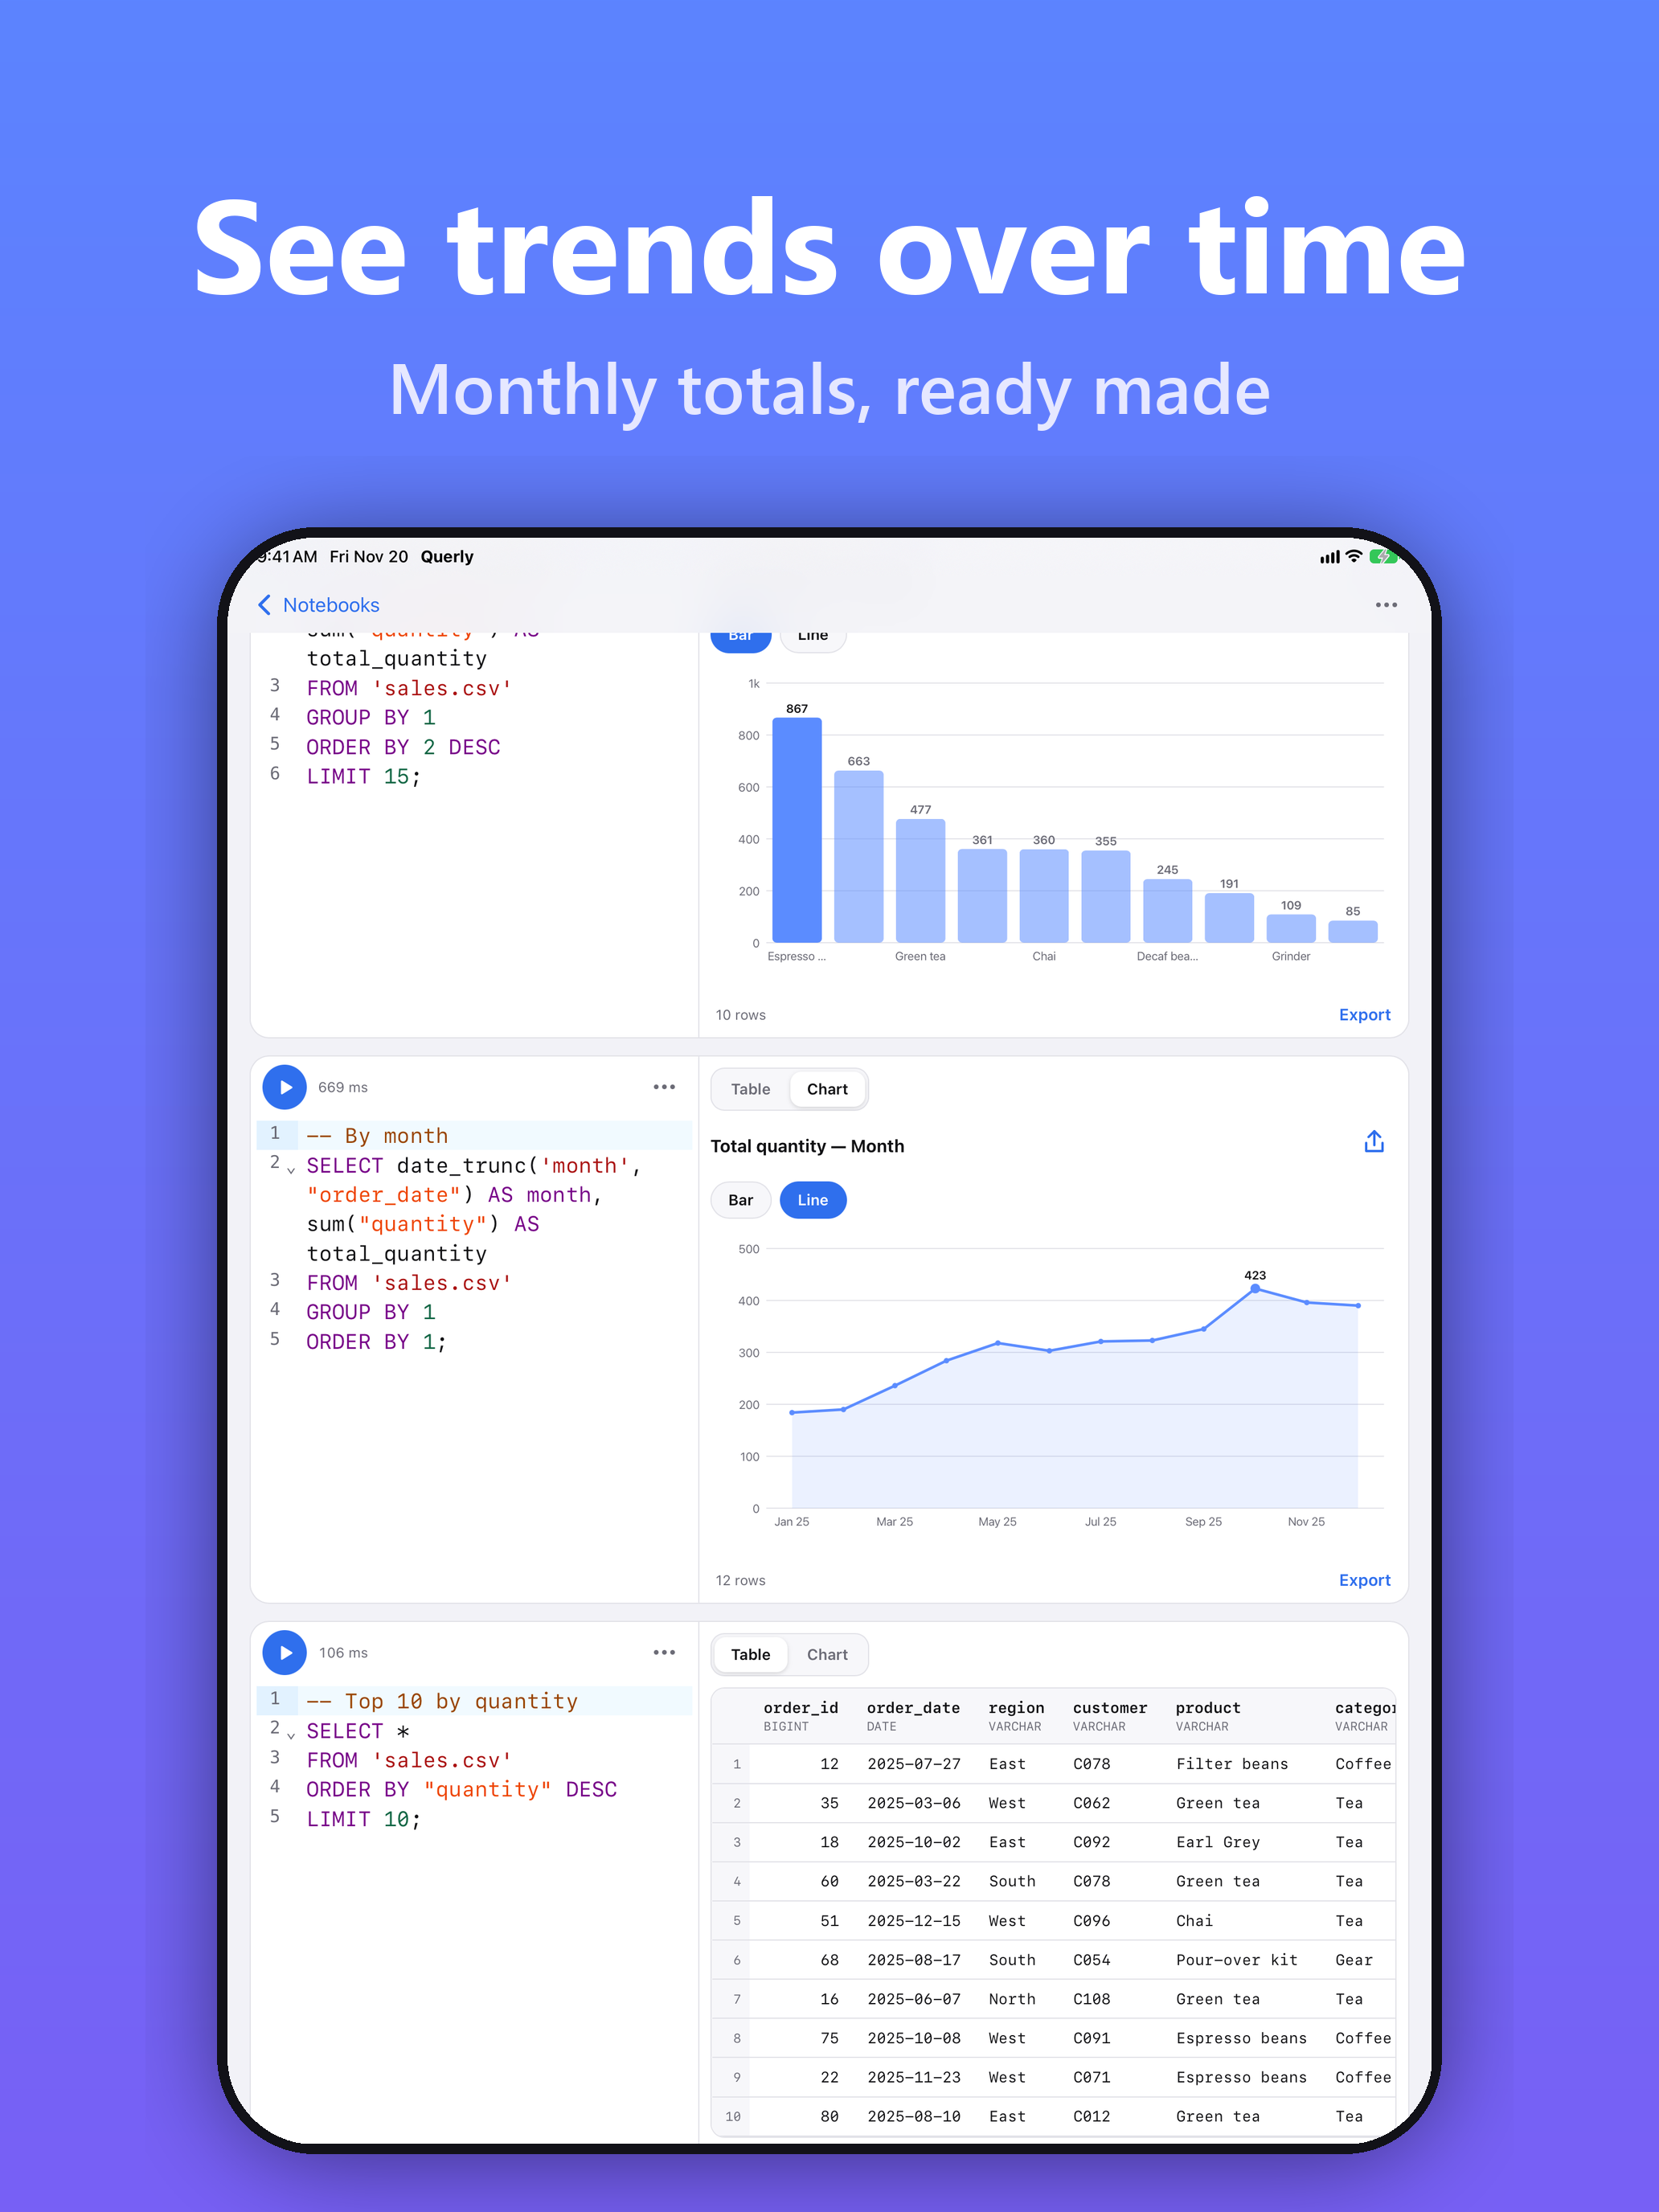 See trends over time
Monthly totals, ready made
9:41 AM Fri Nov 20 Querly
Notebooks
sum("quantity") AS
total_quantity
3 FROM 'sales.csv'
4 GROUP BY 1
5 ORDER BY 2 DESC
6 LIMIT 15;
Bar Line
1k
800
600
400
200
0
867
663
477
361
360
355
245
191
109
85
Espresso ... Green tea Chai Decaf bea... Grinder
10 rows Export
669 ms
1 -- By month
2 SELECT date_trunc('month',
"order_date") AS month,
sum("quantity") AS
total_quantity
3 FROM 'sales.csv'
4 GROUP BY 1
5 ORDER BY 1;
Table Chart
Total quantity — Month
Bar Line
500
400
300
200
100
0
423
Jan 25 Mar 25 May 25 Jul 25 Sep 25 Nov 25
12 rows Export
106 ms
1 -- Top 10 by quantity
2 SELECT *
3 FROM 'sales.csv'
4 ORDER BY "quantity" DESC
5 LIMIT 10;
Table Chart
order_id order_date region customer product categor
BIGINT DATE VARCHAR VARCHAR VARCHAR VARCHAR
1 12 2025-07-27 East C078 Filter beans Coffee
2 35 2025-03-06 West C062 Green tea Tea
3 18 2025-10-02 East C092 Earl Grey Tea
4 60 2025-03-22 South C078 Green tea Tea
5 51 2025-12-15 West C096 Chai Tea
6 68 2025-08-17 South C054 Pour-over kit Gear
7 16 2025-06-07 North C108 Green tea Tea
8 75 2025-10-08 West C091 Espresso beans Coffee
9 22 2025-11-23 West C071 Espresso beans Coffee
10 80 2025-08-10 East C012 Green tea Tea